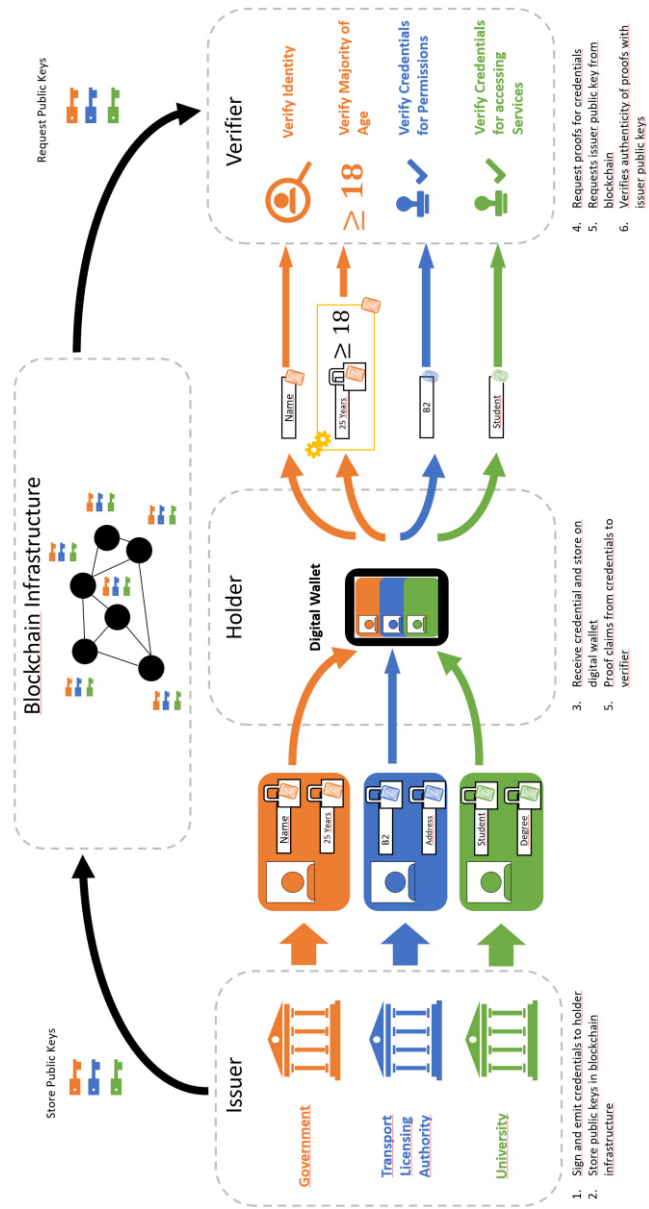 Store Public Keys
Blockchain Infrastructure
Request Public Keys
Issuer
Government
Transport
Licensing
Authority
University
Name
25 Years
B2
Address
Student
Degree
Holder
Digital Wallet
Name
25 Years
≥ 18
B2
Student
Verifier
Verify Identity
≥ 18
Verify Majority of
Age
Verify Credentials
for Permissions
Verify Credentials
for accessing
Services
1. Sign and emit credentials to holder
2. Store public keys in blockchain
infrastructure
3. Receive credential and store on
digital wallet
5. Proof claims from credentials to
verifier
4. Request proofs for credentials
5. Requests issuer public key from
blockchain
6. Verifies authenticity of proofs with
issuer public keys